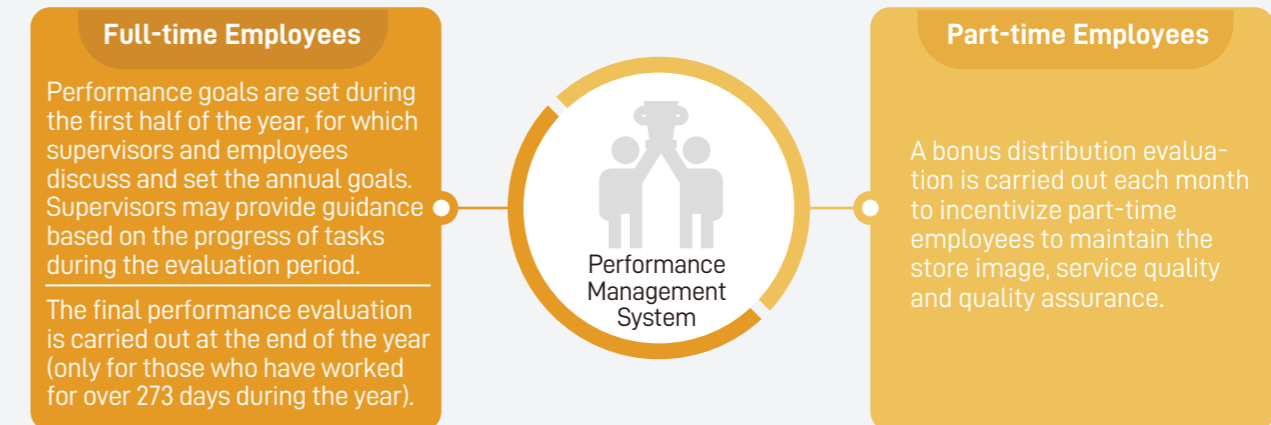 Full-time Employees
Performance goals are set during
the first half of the year, for which
supervisors and employees
discuss and set the annual goals.
Supervisors may provide guidance
based on the progress of tasks
during the evaluation period.
The final performance evaluation
is carried out at the end of the year
(only for those who have worked
for over 273 days during the year).
Performance
Management
System
Part-time Employees
A bonus distribution evalua-
tion is carried out each month
to incentivize part-time
employees to maintain the
store image, service quality
and quality assurance.